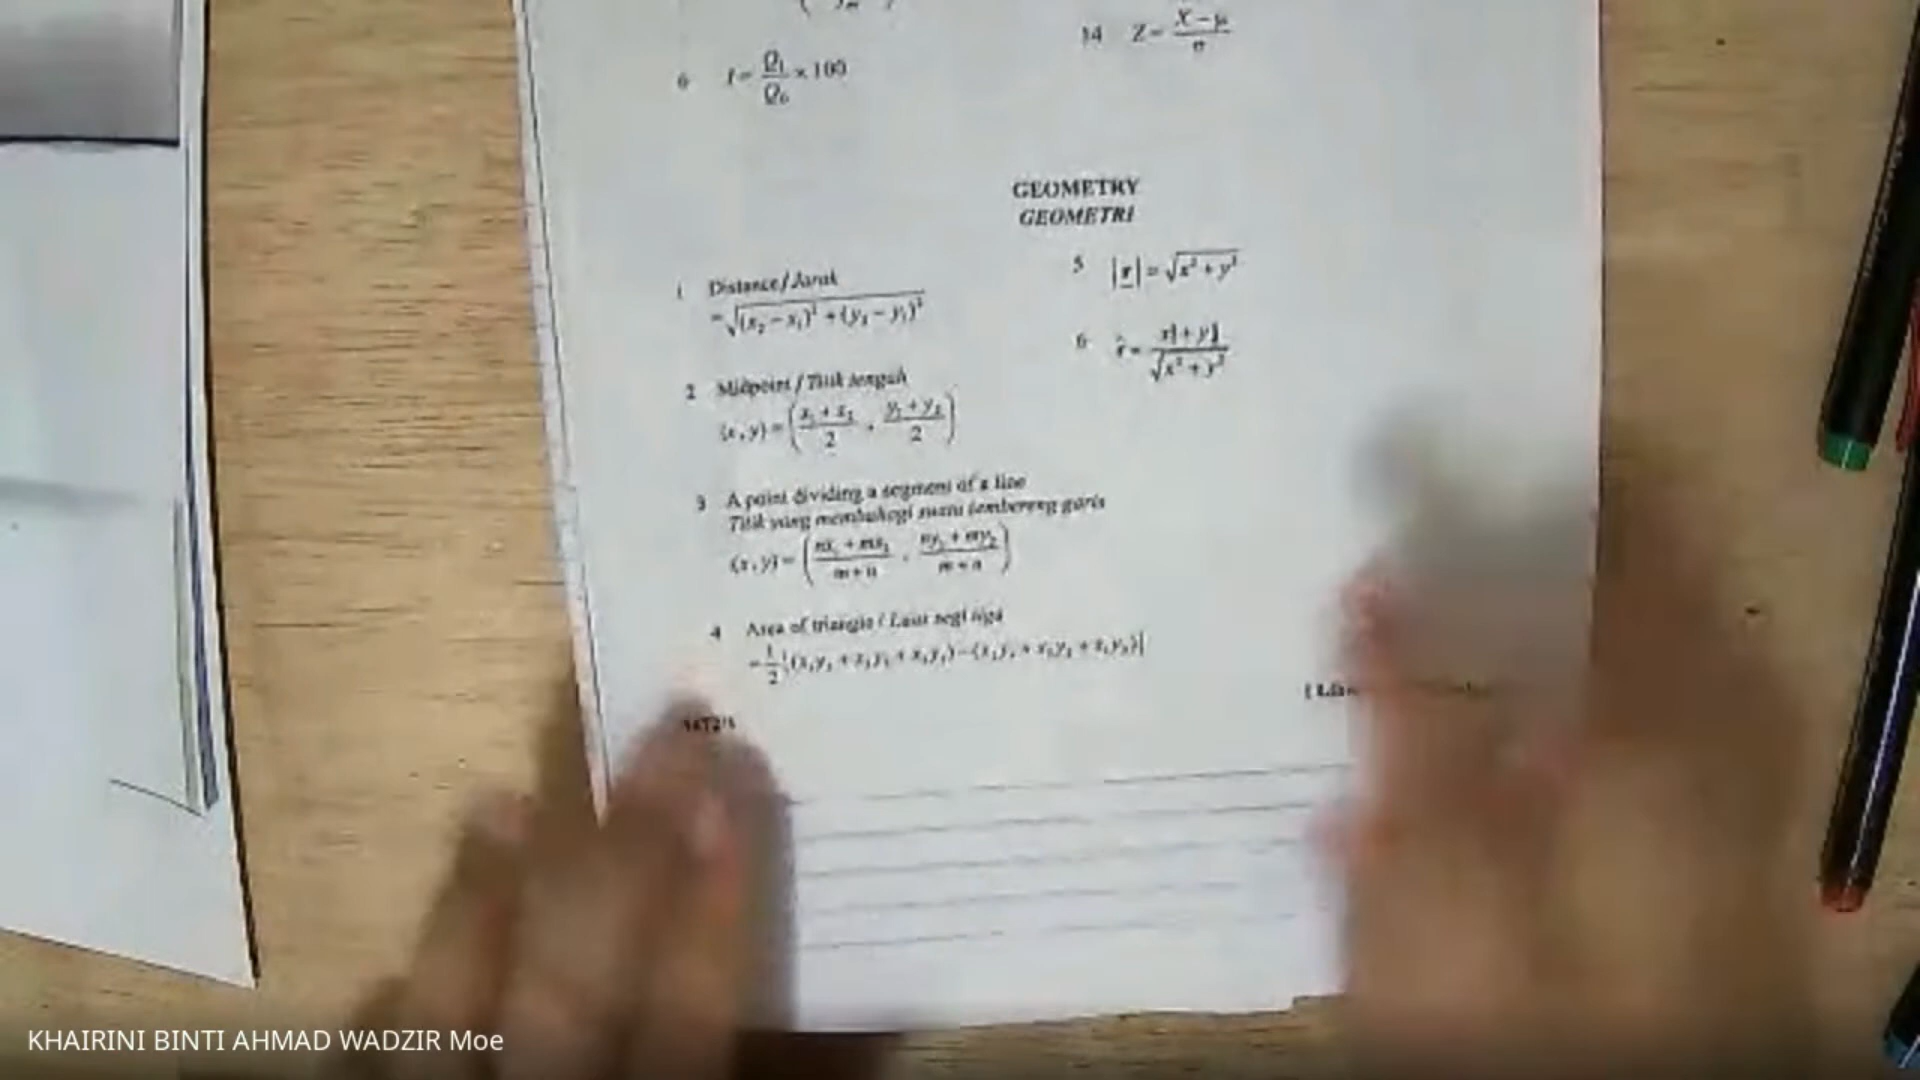 6 I = Q₁/Q₀ × 100
14 Z = (X − μ)/σ
GEOMETRY
GEOMETRI
1 Distance / Jarak
= √((x₂ − x₁)² + (y₂ − y₁)²)
2 Midpoint / Titik tengah
(x, y) = ((x₁ + x₂)/2 , (y₁ + y₂)/2)
3 A point dividing a segment of a line
Titik yang membahagi suatu tembereng garis
(x, y) = ((nx₁ + mx₂)/(m + n) , (ny₁ + my₂)/(m + n))
4 Area of triangle / Luas segi tiga
5 |r| = √(x² + y²)
6 r̂ = (xi + yj)/√(x² + y²)
KHAIRINI BINTI AHMAD WADZIR Moe